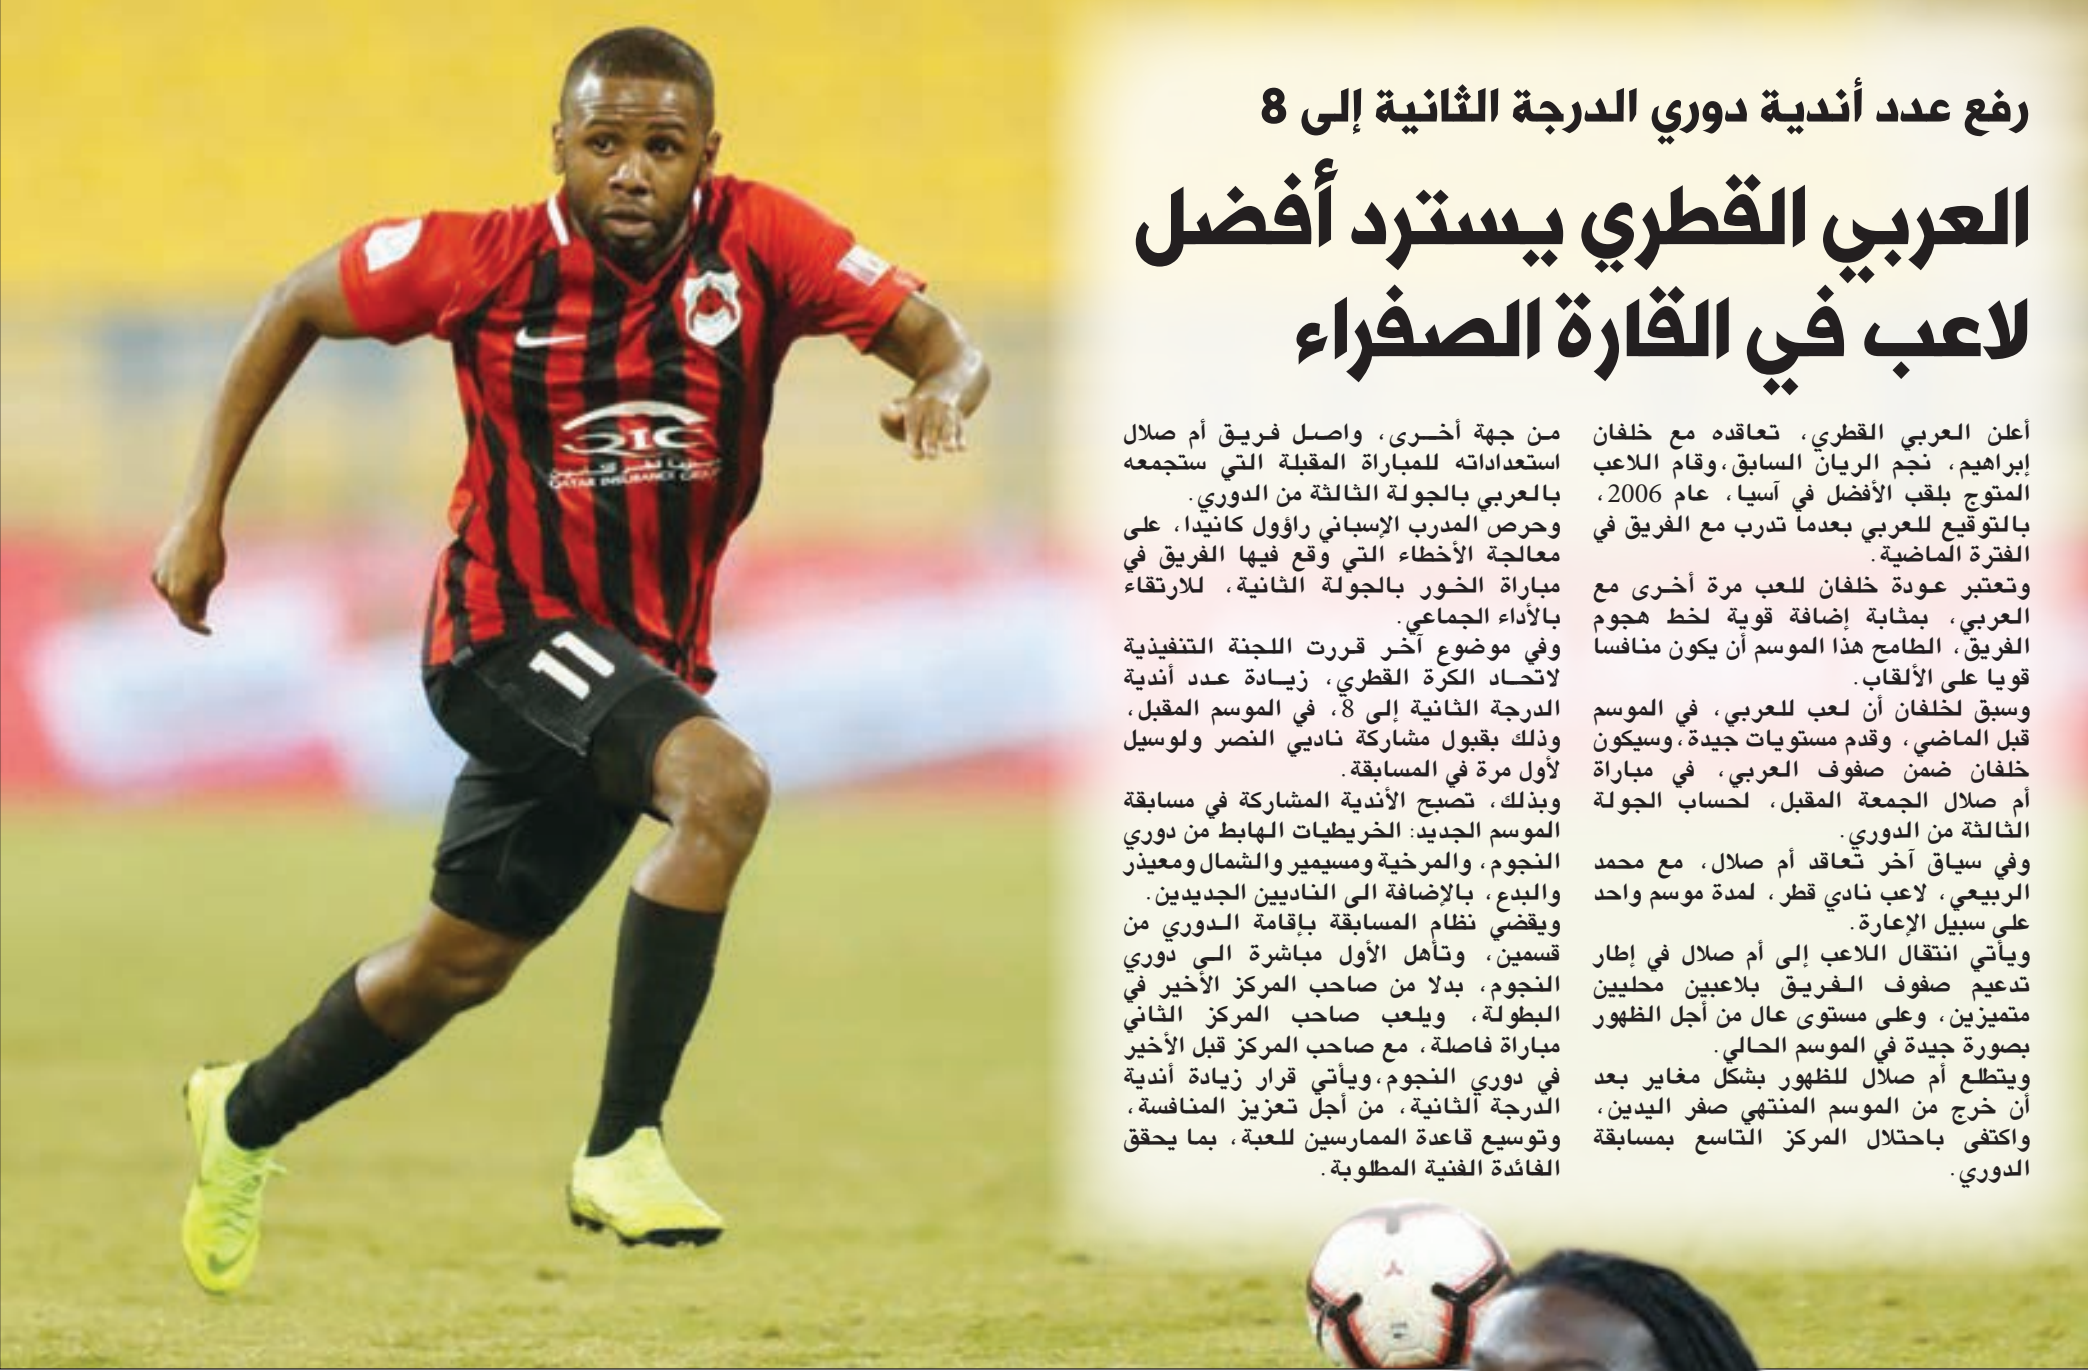 رفع عدد أندية دوري الدرجة الثانية إلى 8
العربي القطري يسترد أفضل
لاعب في القارة الصفراء
أعلن العربي القطري، تعاقده مع خلفان
إبراهيم، نجم الريان السابق،وقام اللاعب
المتوج بلقب الأفضل في آسيا، عام 2006،
بالتوقيع للعربي بعدما تدرب مع الفريق في
الفترة الماضية.
وتعتبر عودة خلفان للعب مرة أخرى مع
العربي، بمثابة إضافة قوية لخط هجوم
الفريق، الطامح هذا الموسم أن يكون منافسا
قويا على الألقاب.
وسبق لخلفان أن لعب للعربي، في الموسم
قبل الماضي، وقدم مستويات جيدة،وسيكون
خلفان ضمن صفوف العربي، في مباراة
أم صلال الجمعة المقبل، لحساب الجولة
الثالثة من الدوري.
وفي سياق آخر تعاقد أم صلال، مع محمد
الربيعي، لاعب نادي قطر، لمدة موسم واحد
على سبيل الإعارة.
ويأتي انتقال اللاعب إلى أم صلال في إطار
تدعيم صفوف الفريق بلاعبين محليين
متميزين، وعلى مستوى عال من أجل الظهور
بصورة جيدة في الموسم الحالي.
ويتطلع أم صلال للظهور بشكل مغاير بعد
أن خرج من الموسم المنتهي صفر اليدين،
واكتفى باحتلال المركز التاسع بمسابقة
الدوري.
من جهة أخرى، واصل فريق أم صلال
استعداداته للمباراة المقبلة التي ستجمعه
بالعربي بالجولة الثالثة من الدوري.
وحرص المدرب الإسباني راؤول كانيدا، على
معالجة الأخطاء التي وقع فيها الفريق في
مباراة الخور بالجولة الثانية، للارتقاء
بالأداء الجماعي.
وفي موضوع آخر قررت اللجنة التنفيذية
لاتحاد الكرة القطري، زيادة عدد أندية
الدرجة الثانية إلى 8، في الموسم المقبل،
وذلك بقبول مشاركة ناديي النصر ولوسيل
لأول مرة في المسابقة.
وبذلك، تصبح الأندية المشاركة في مسابقة
الموسم الجديد: الخريطيات الهابط من دوري
النجوم، والمرخية ومسيمير والشمال ومعيذر
والبدع، بالإضافة الى الناديين الجديدين.
ويقضي نظام المسابقة بإقامة الدوري من
قسمين، وتأهل الأول مباشرة الى دوري
النجوم، بدلا من صاحب المركز الأخير في
البطولة، ويلعب صاحب المركز الثاني
مباراة فاصلة، مع صاحب المركز قبل الأخير
في دوري النجوم،ويأتي قرار زيادة أندية
الدرجة الثانية، من أجل تعزيز المنافسة،
وتوسيع قاعدة الممارسين للعبة، بما يحقق
الفائدة الفنية المطلوبة.
QIC
QATAR INSURANCE GROUP
11